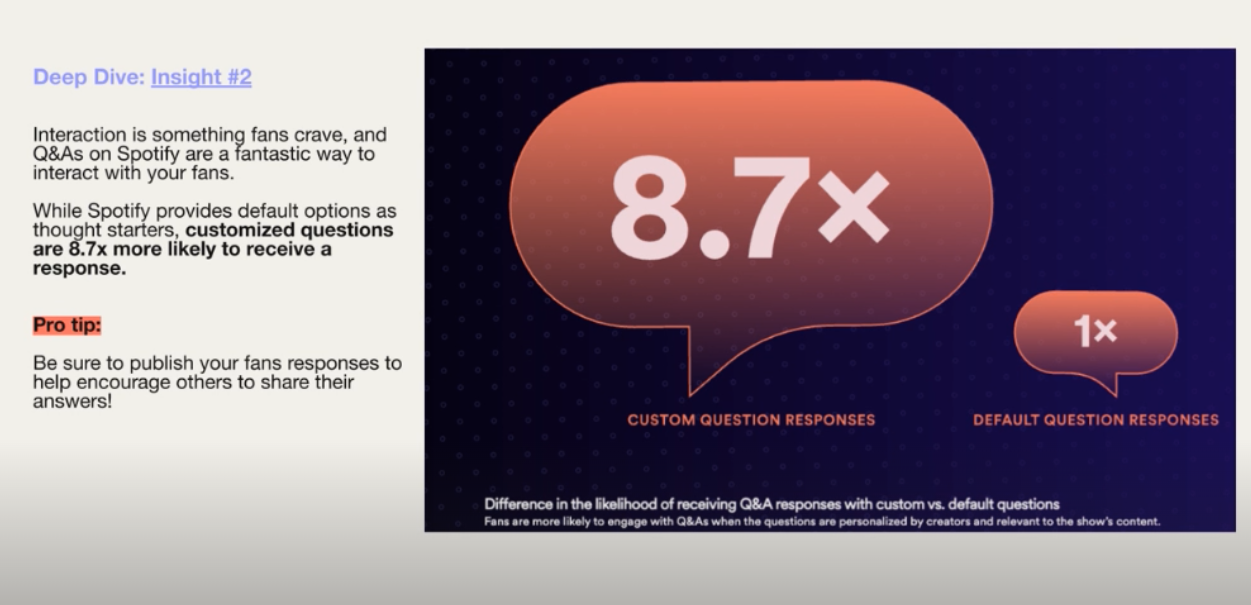 Deep Dive: Insight #2
Interaction is something fans crave, and
Q&As on Spotify are a fantastic way to
interact with your fans.
While Spotify provides default options as
thought starters, customized questions
are 8.7x more likely to receive a
response.
Pro tip:
Be sure to publish your fans responses to
help encourage others to share their
answers!
8.7×
1×
CUSTOM QUESTION RESPONSES
DEFAULT QUESTION RESPONSES
Difference in the likelihood of receiving Q&A responses with custom vs. default questions
Fans are more likely to engage with Q&As when the questions are personalized by creators and relevant to the show's content.